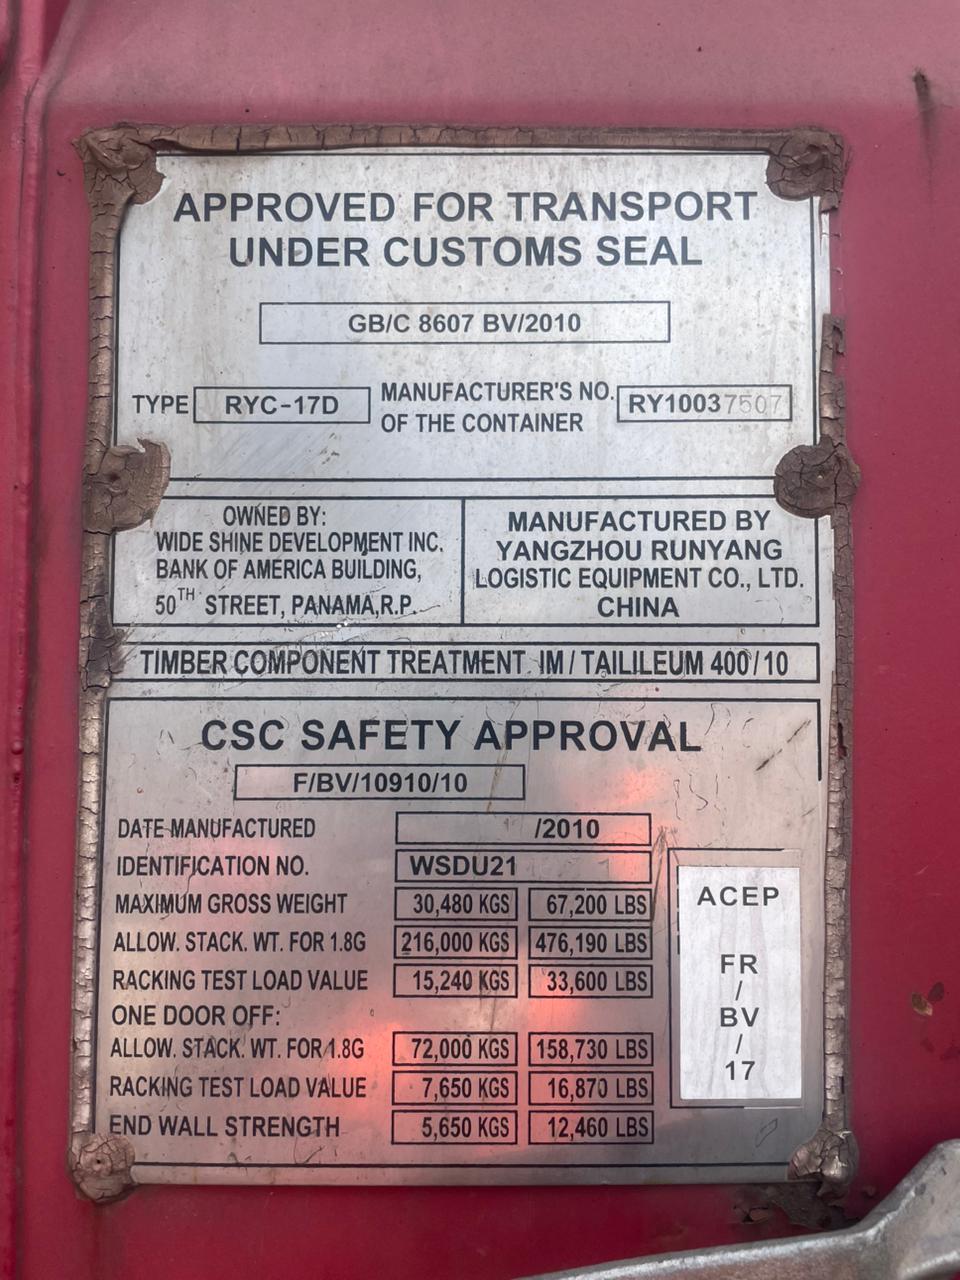 APPROVED FOR TRANSPORT
UNDER CUSTOMS SEAL
GB/C 8607 BV/2010
TYPE RYC-17D
MANUFACTURER'S NO.
OF THE CONTAINER
RY10037507
OWNED BY:
WIDE SHINE DEVELOPMENT INC.
BANK OF AMERICA BUILDING,
50TH STREET, PANAMA,R.P.
MANUFACTURED BY
YANGZHOU RUNYANG
LOGISTIC EQUIPMENT CO., LTD.
CHINA
TIMBER COMPONENT TREATMENT IM/TAILILEUM 400/10
CSC SAFETY APPROVAL
F/BV/10910/10
DATE MANUFACTURED /2010
IDENTIFICATION NO. WSDU21
MAXIMUM GROSS WEIGHT 30,480 KGS 67,200 LBS
ALLOW. STACK. WT. FOR 1.8G 216,000 KGS 476,190 LBS
RACKING TEST LOAD VALUE 15,240 KGS 33,600 LBS
ONE DOOR OFF:
ALLOW. STACK. WT. FOR 1.8G 72,000 KGS 158,730 LBS
RACKING TEST LOAD VALUE 7,650 KGS 16,870 LBS
END WALL STRENGTH 5,650 KGS 12,460 LBS
ACEP
FR
/
BV
/
17